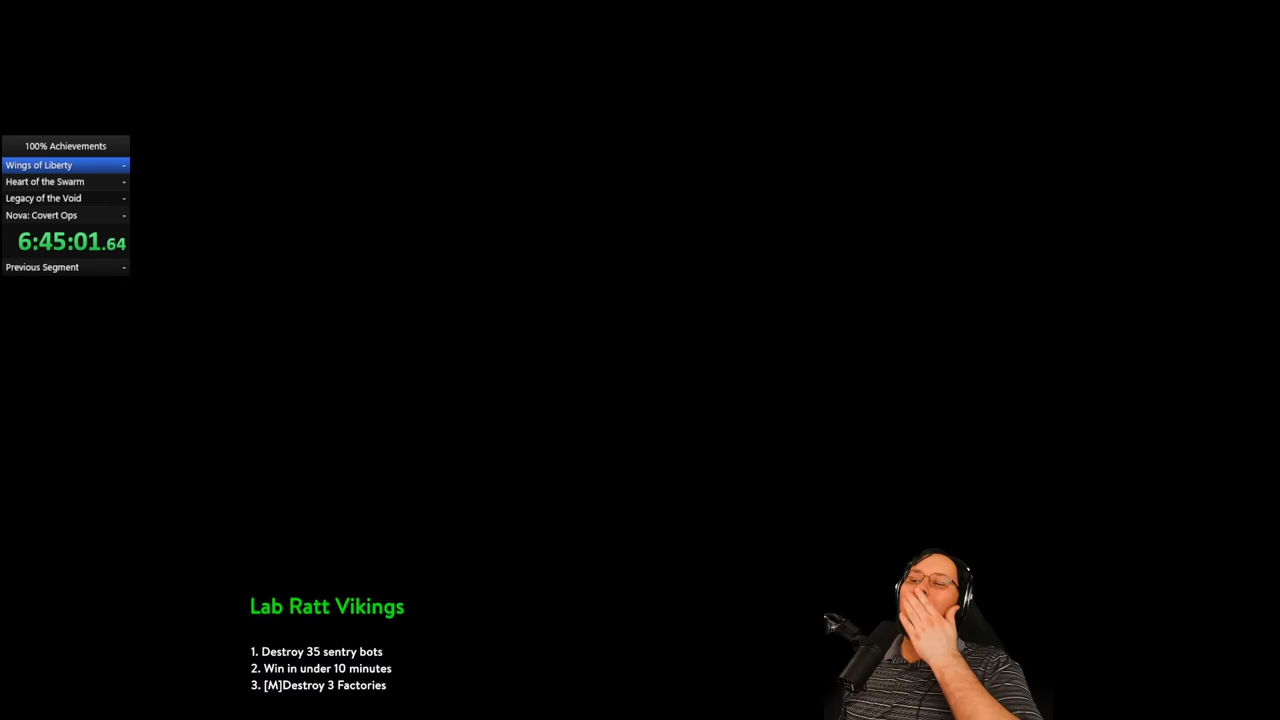 100% Achievements
Wings of Liberty -
Heart of the Swarm -
Legacy of the Void -
Nova: Covert Ops -
6:45:01.64
Previous Segment -
Lab Ratt Vikings
1. Destroy 35 sentry bots
2. Win in under 10 minutes
3. [M]Destroy 3 Factories